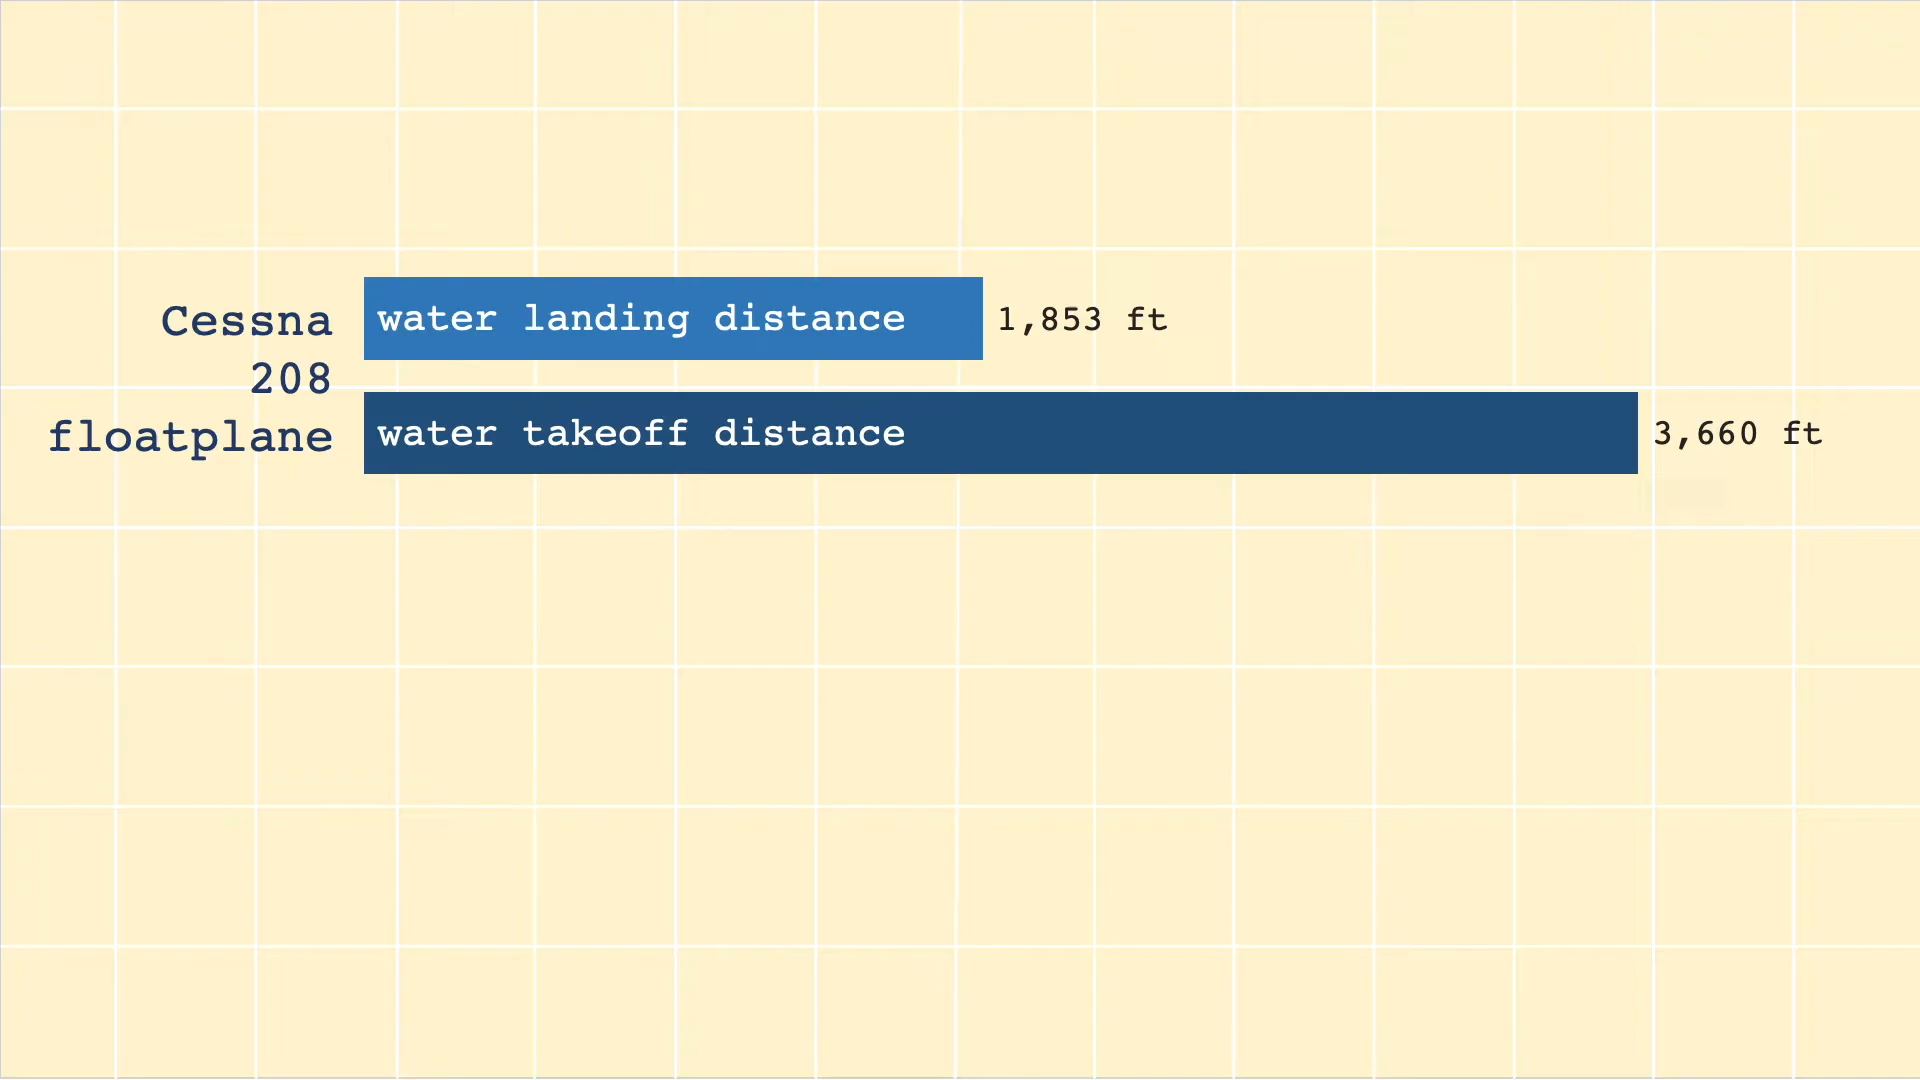 Cessna
208
floatplane
water landing distance
1,853 ft
water takeoff distance
3,660 ft